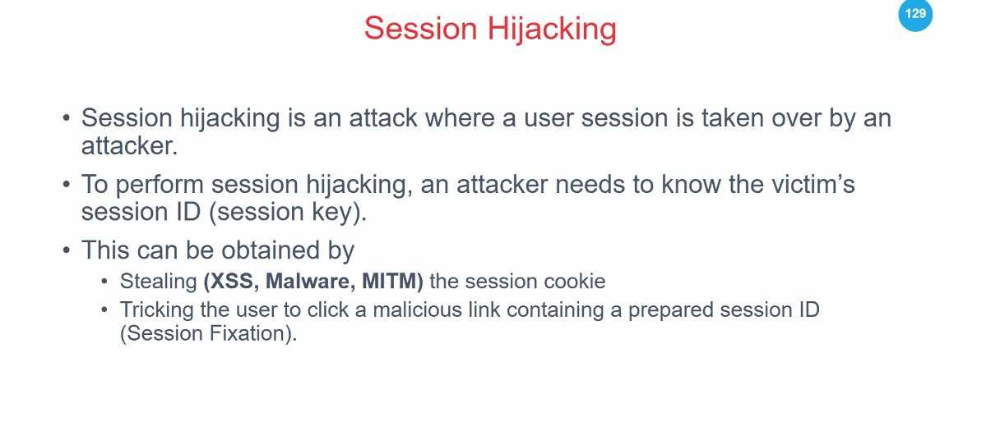 129
Session Hijacking
• Session hijacking is an attack where a user session is taken over by an
attacker.
• To perform session hijacking, an attacker needs to know the victim’s
session ID (session key).
• This can be obtained by
• Stealing (XSS, Malware, MITM) the session cookie
• Tricking the user to click a malicious link containing a prepared session ID
(Session Fixation).